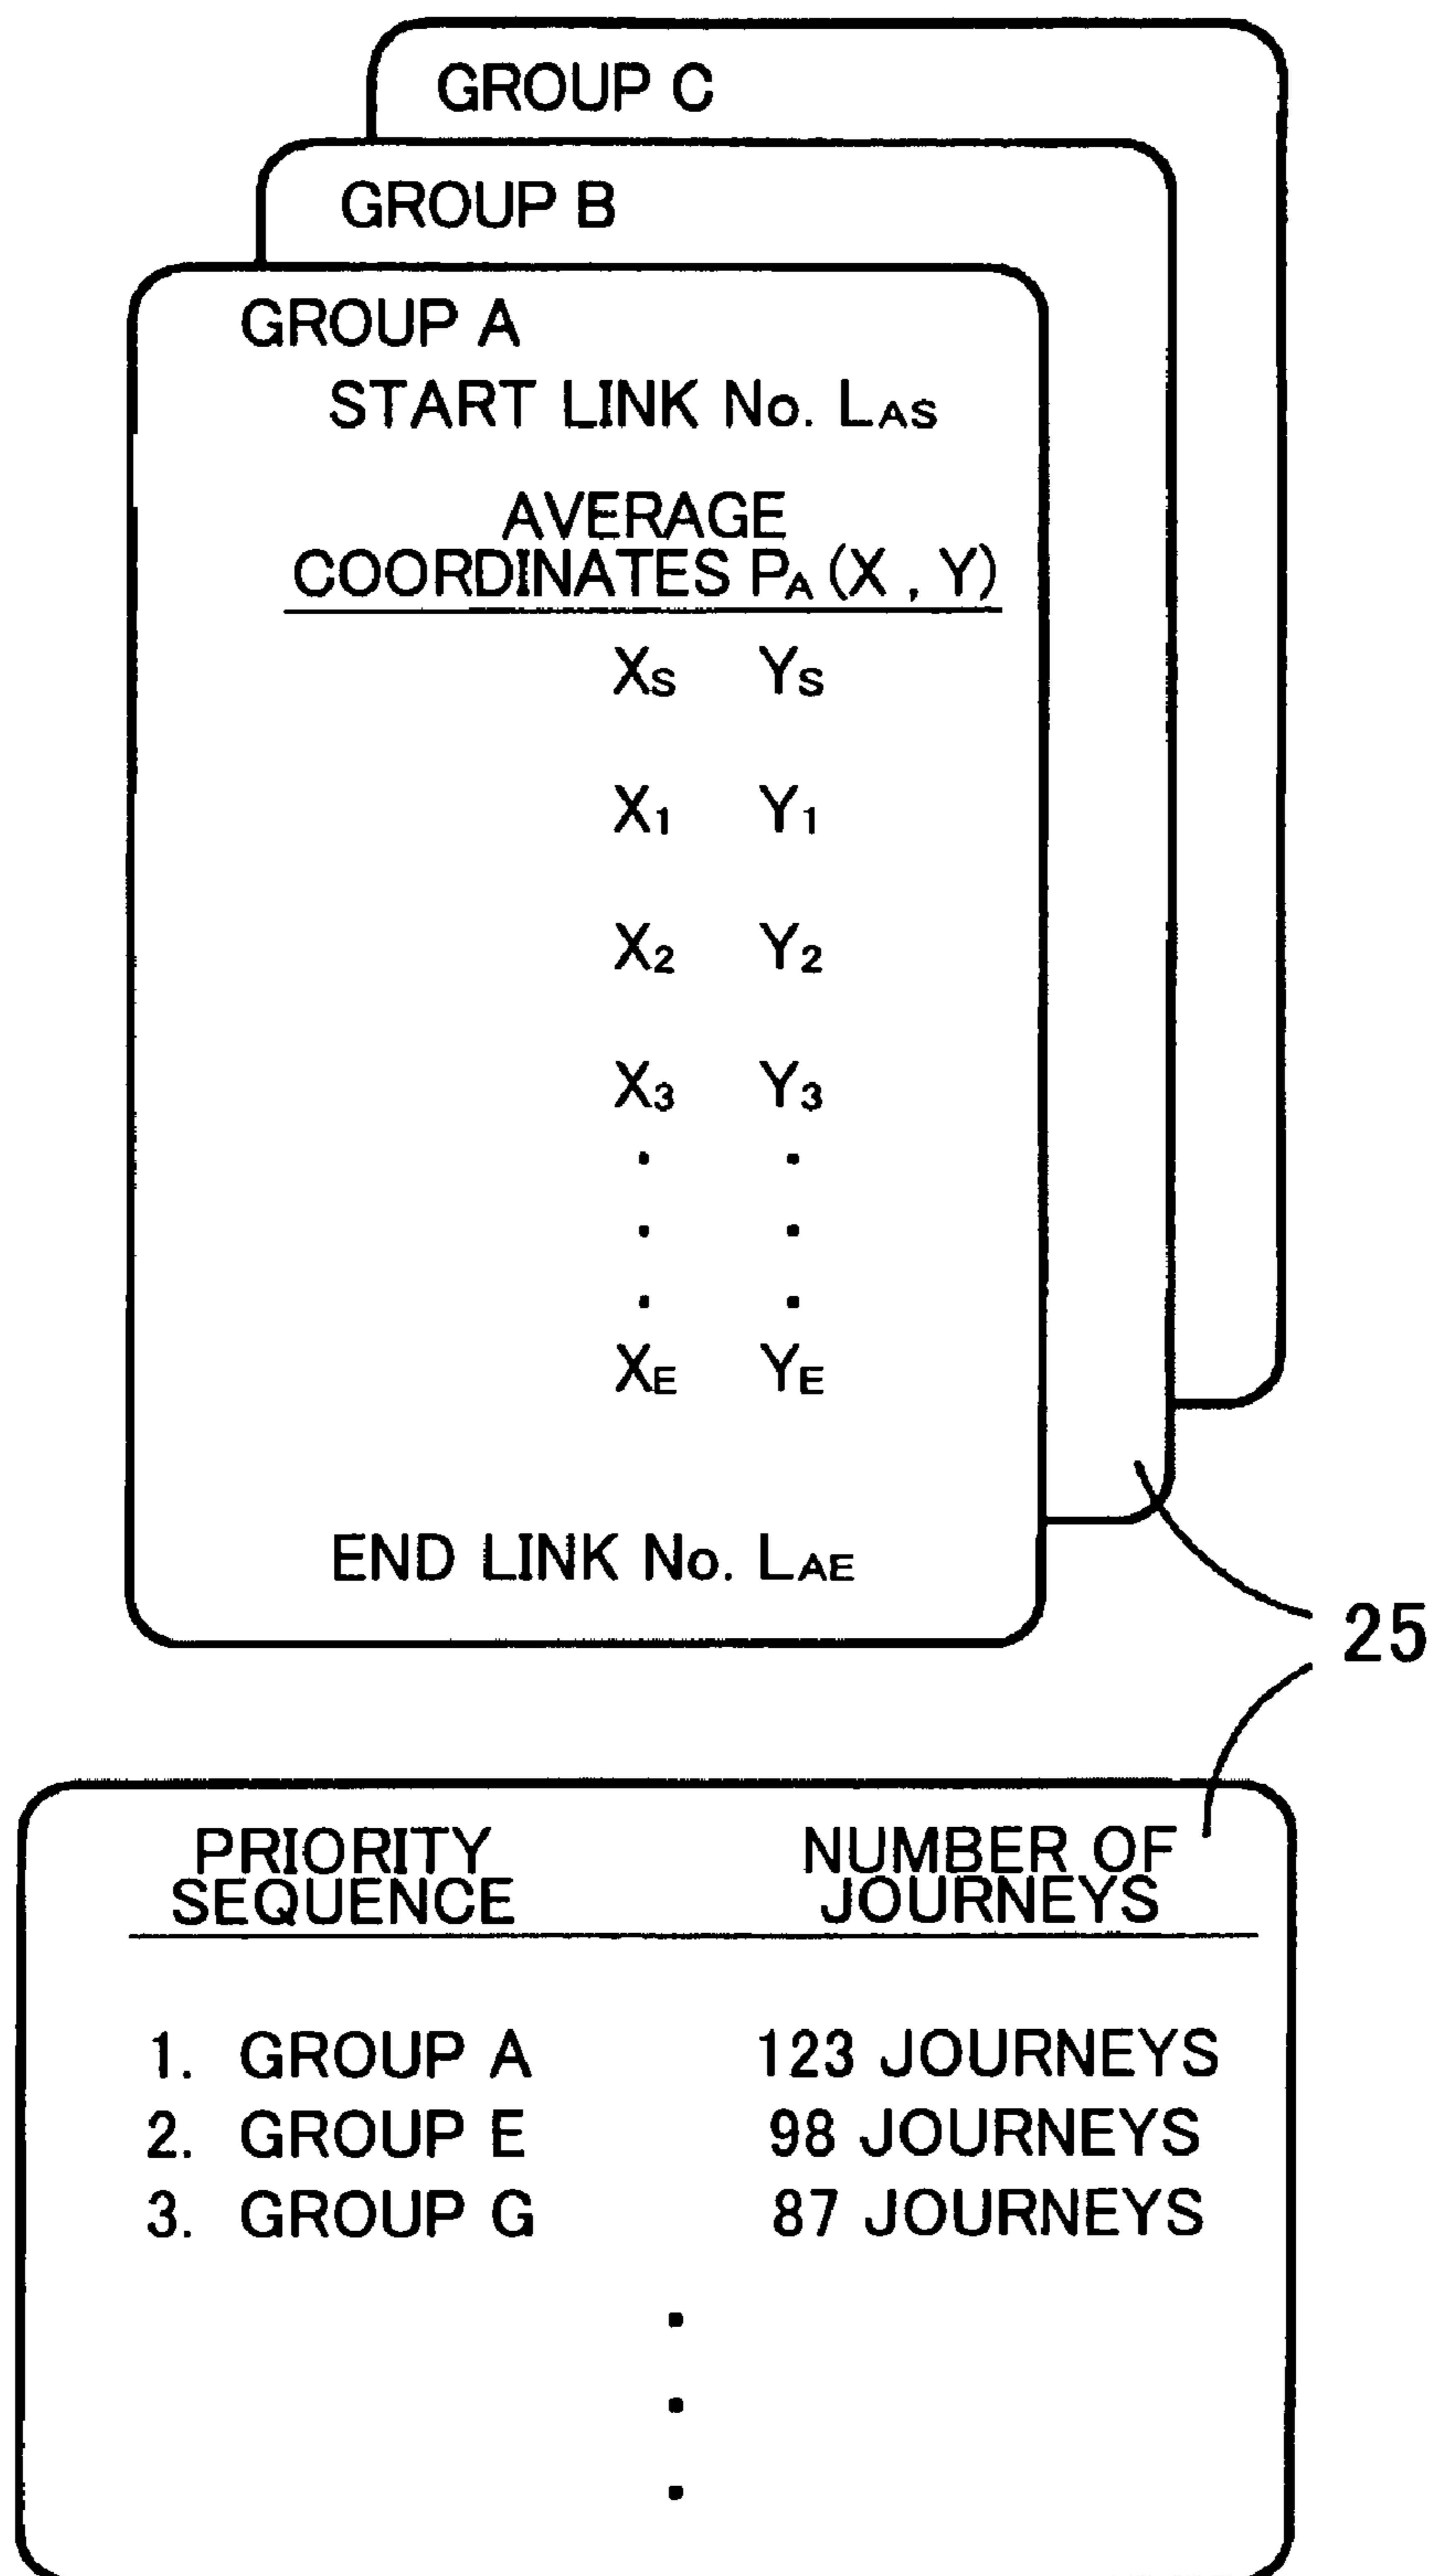 GROUP C
GROUP B
GROUP A
START LINK No. LAS
AVERAGE
COORDINATES PA (X , Y)
XS YS
X1 Y1
X2 Y2
X3 Y3
. .
. .
. .
XE YE
END LINK No. LAE
25
PRIORITY SEQUENCE NUMBER OF JOURNEYS
1. GROUP A 123 JOURNEYS
2. GROUP E 98 JOURNEYS
3. GROUP G 87 JOURNEYS
.
.
.